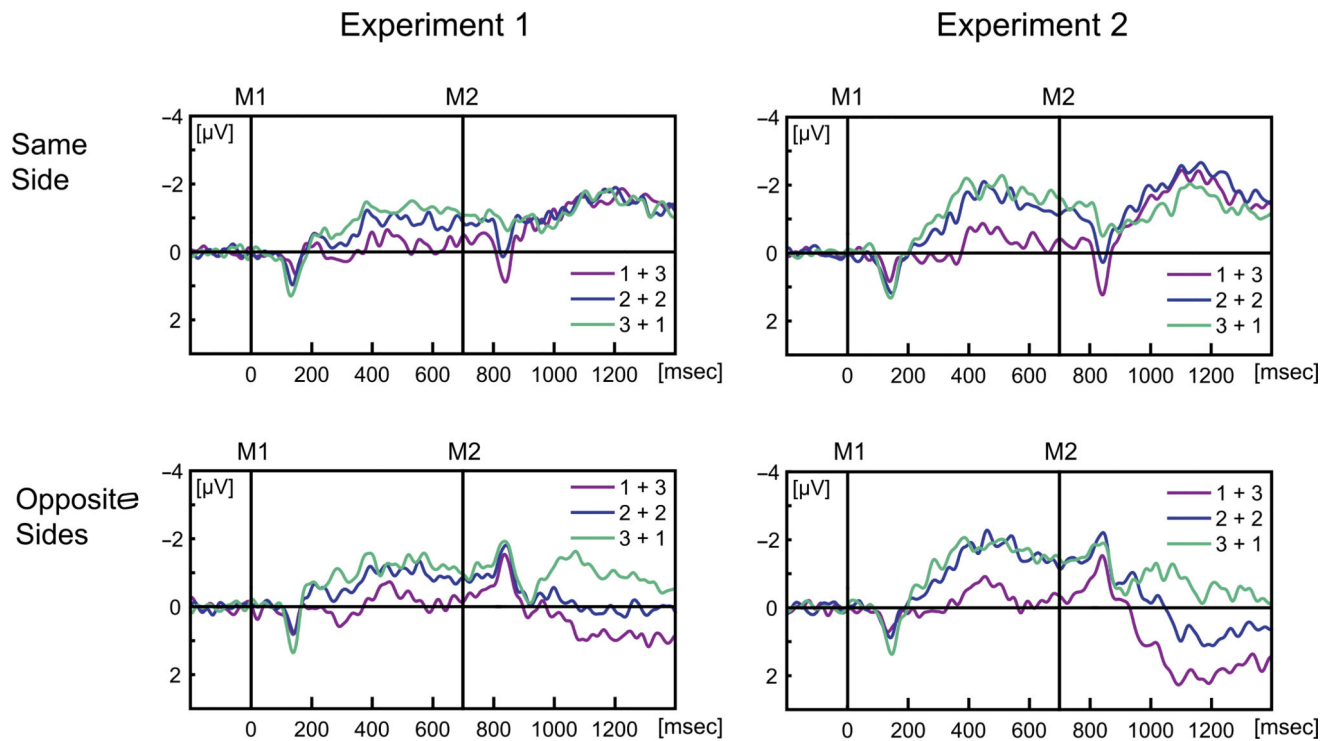 Experiment 1
Experiment 2
Same
Side
M1
M2
–4
[µV]
–2
0
2
1 + 3
2 + 2
3 + 1
0
200
400
600
800
1000
1200
[msec]
M1
M2
–4
[µV]
–2
0
2
1 + 3
2 + 2
3 + 1
0
200
400
600
800
1000
1200
[msec]
Opposite
Sides
M1
M2
–4
[µV]
–2
0
2
1 + 3
2 + 2
3 + 1
0
200
400
600
800
1000
1200
[msec]
M1
M2
–4
[µV]
–2
0
2
1 + 3
2 + 2
3 + 1
0
200
400
600
800
1000
1200
[msec]